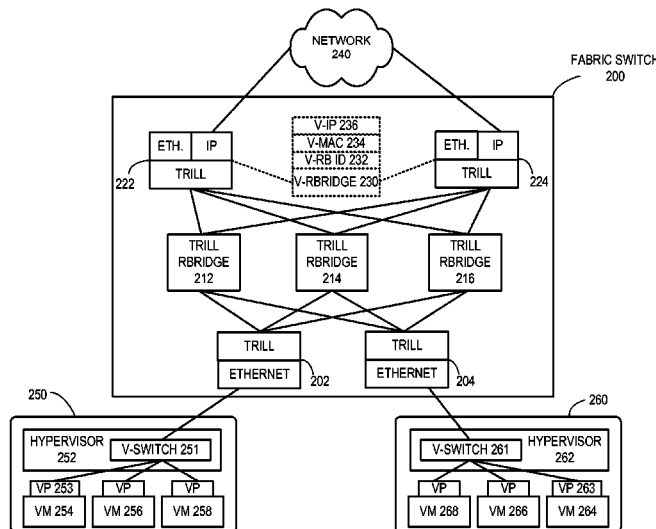 NETWORK
240
FABRIC SWITCH
200
ETH.
IP
TRILL
222
V-IP 236
V-MAC 234
V-RB ID 232
V-RBRIDGE 230
ETH.
IP
TRILL
224
TRILL
RBRIDGE
212
TRILL
RBRIDGE
214
TRILL
RBRIDGE
216
TRILL
ETHERNET
202
TRILL
ETHERNET
204
250
HYPERVISOR
252
V-SWITCH 251
VP 253
VP
VP
VM 254
VM 256
VM 258
260
V-SWITCH 261
HYPERVISOR
262
VP
VP
VP 263
VM 268
VM 266
VM 264